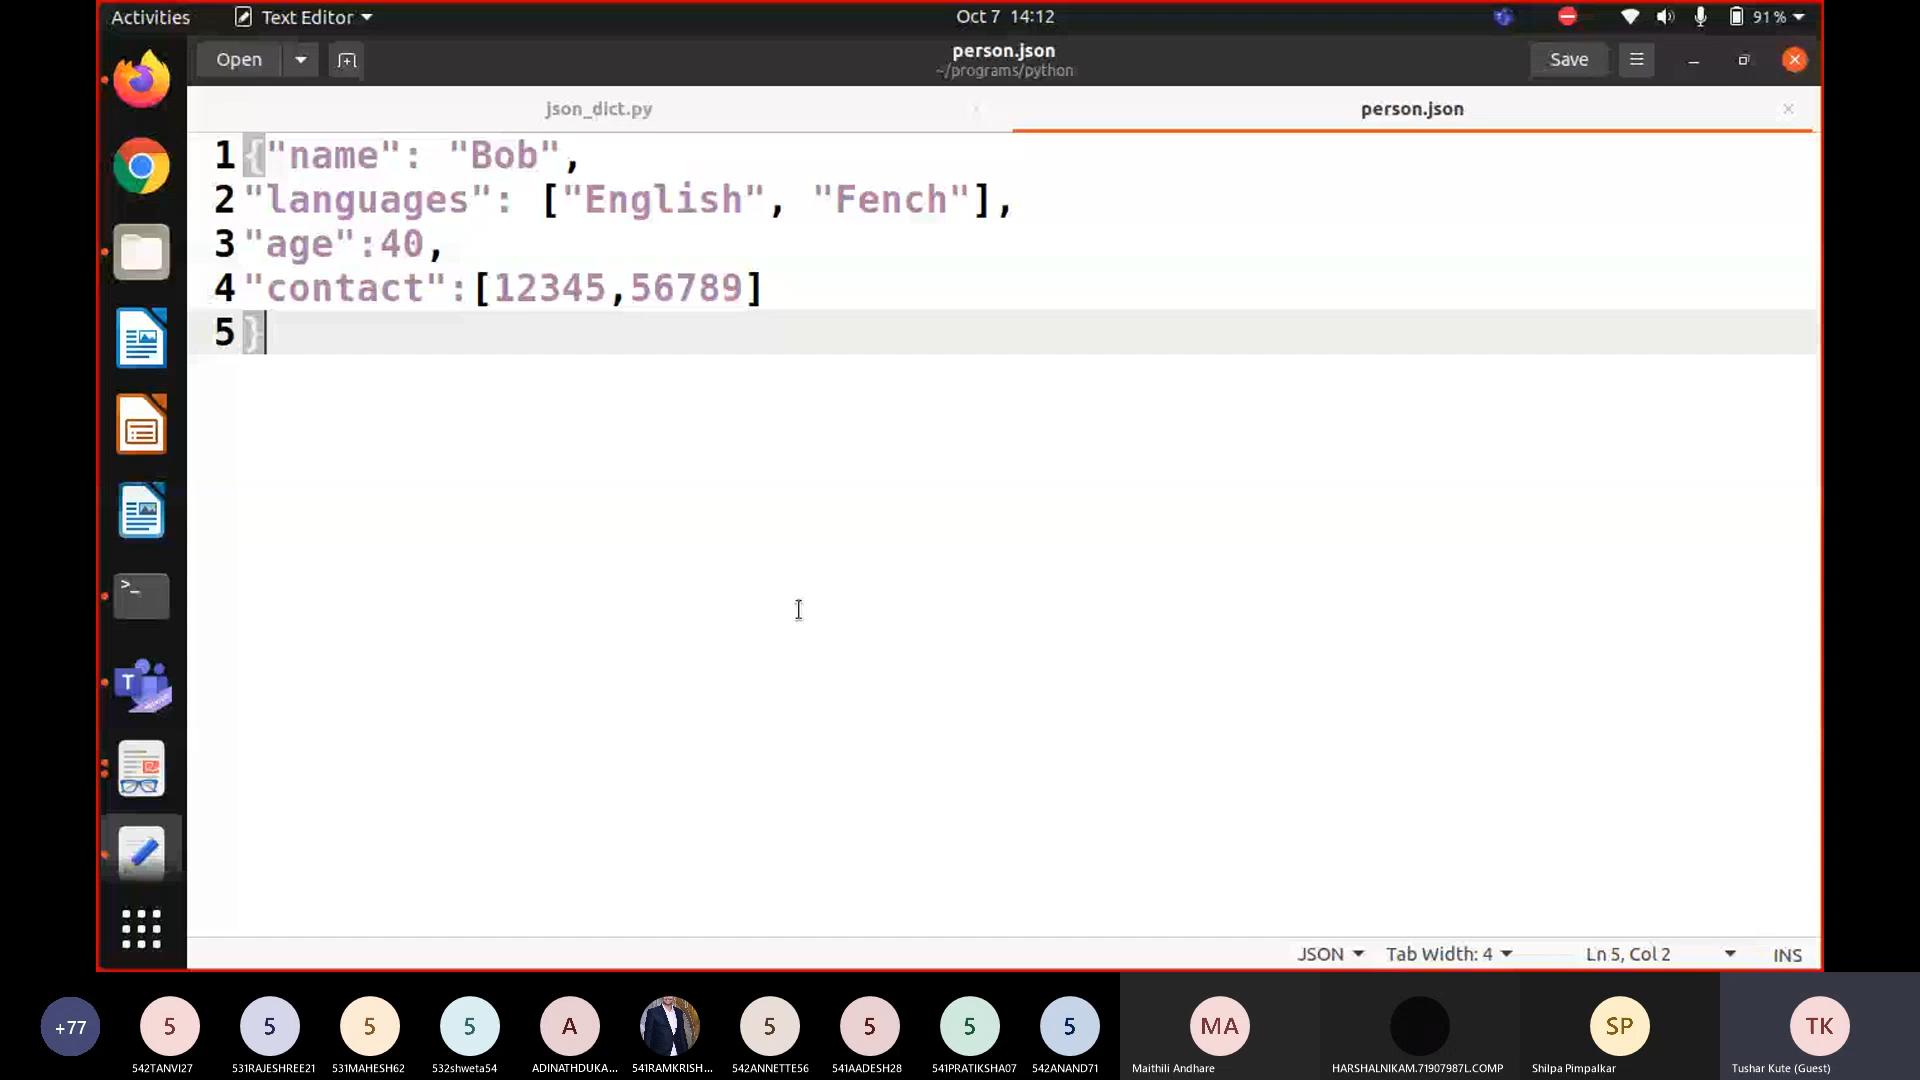 Activities Text Editor Oct 7 14:12 91%
Open person.json Save
~/programs/python
json_dict.py person.json
1 {"name": "Bob",
2 "languages": ["English", "Fench"],
3 "age":40,
4 "contact":[12345,56789]
5 }
JSON Tab Width: 4 Ln 5, Col 2 INS
+77 5 5 5 5 A 5 5 5 5 MA SP TK
542TANVI27 531RAJESHREE21 531MAHESH62 532shweta54 ADINATHDUKA... 541RAMKRISH... 542ANNETTE56 541AADESH28 541PRATIKSHA07 542ANAND71 Maithili Andhare HARSHALNIKAM.71907987L.COMP Shilpa Pimpalkar Tushar Kute (Guest)